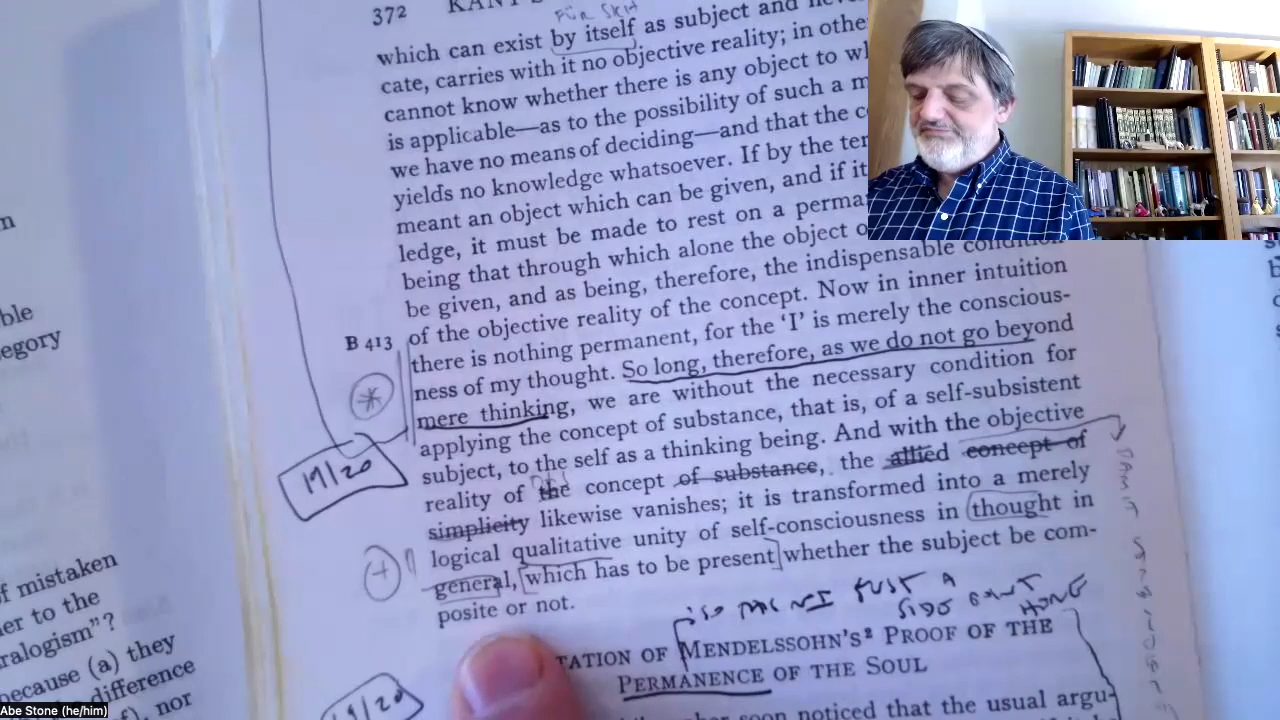 372
FÜR SICH
which can exist by itself as subject and
cate, carries with it no objective reality; in othe
cannot know whether there is any object to wh
is applicable—as to the possibility of such a m
we have no means of deciding—and that the c
yields no knowledge whatsoever. If by the ter
meant an object which can be given, and if it
ledge, it must be made to rest on a perma
being that through which alone the object o
be given, and as being, therefore, the indispensable condition
B 413 of the objective reality of the concept. Now in inner intuition
there is nothing permanent, for the ‘I’ is merely the conscious-
ness of my thought. So long, therefore, as we do not go beyond
mere thinking, we are without the necessary condition for
applying the concept of substance, that is, of a self-subsistent
subject, to the self as a thinking being. And with the objective
reality of the concept of substance, the allied concept of
simplicity likewise vanishes; it is transformed into a merely
logical qualitative unity of self-consciousness in thought in
general, which has to be present whether the subject be com-
posite or not.
19/20
TATION OF MENDELSSOHN'S² PROOF OF THE
PERMANENCE OF THE SOUL
soon noticed that the usual argu-
19/20
ble
egory
f mistaken
er to the
ralogism”?
because (a) they
difference
), nor
Abe Stone (he/him)